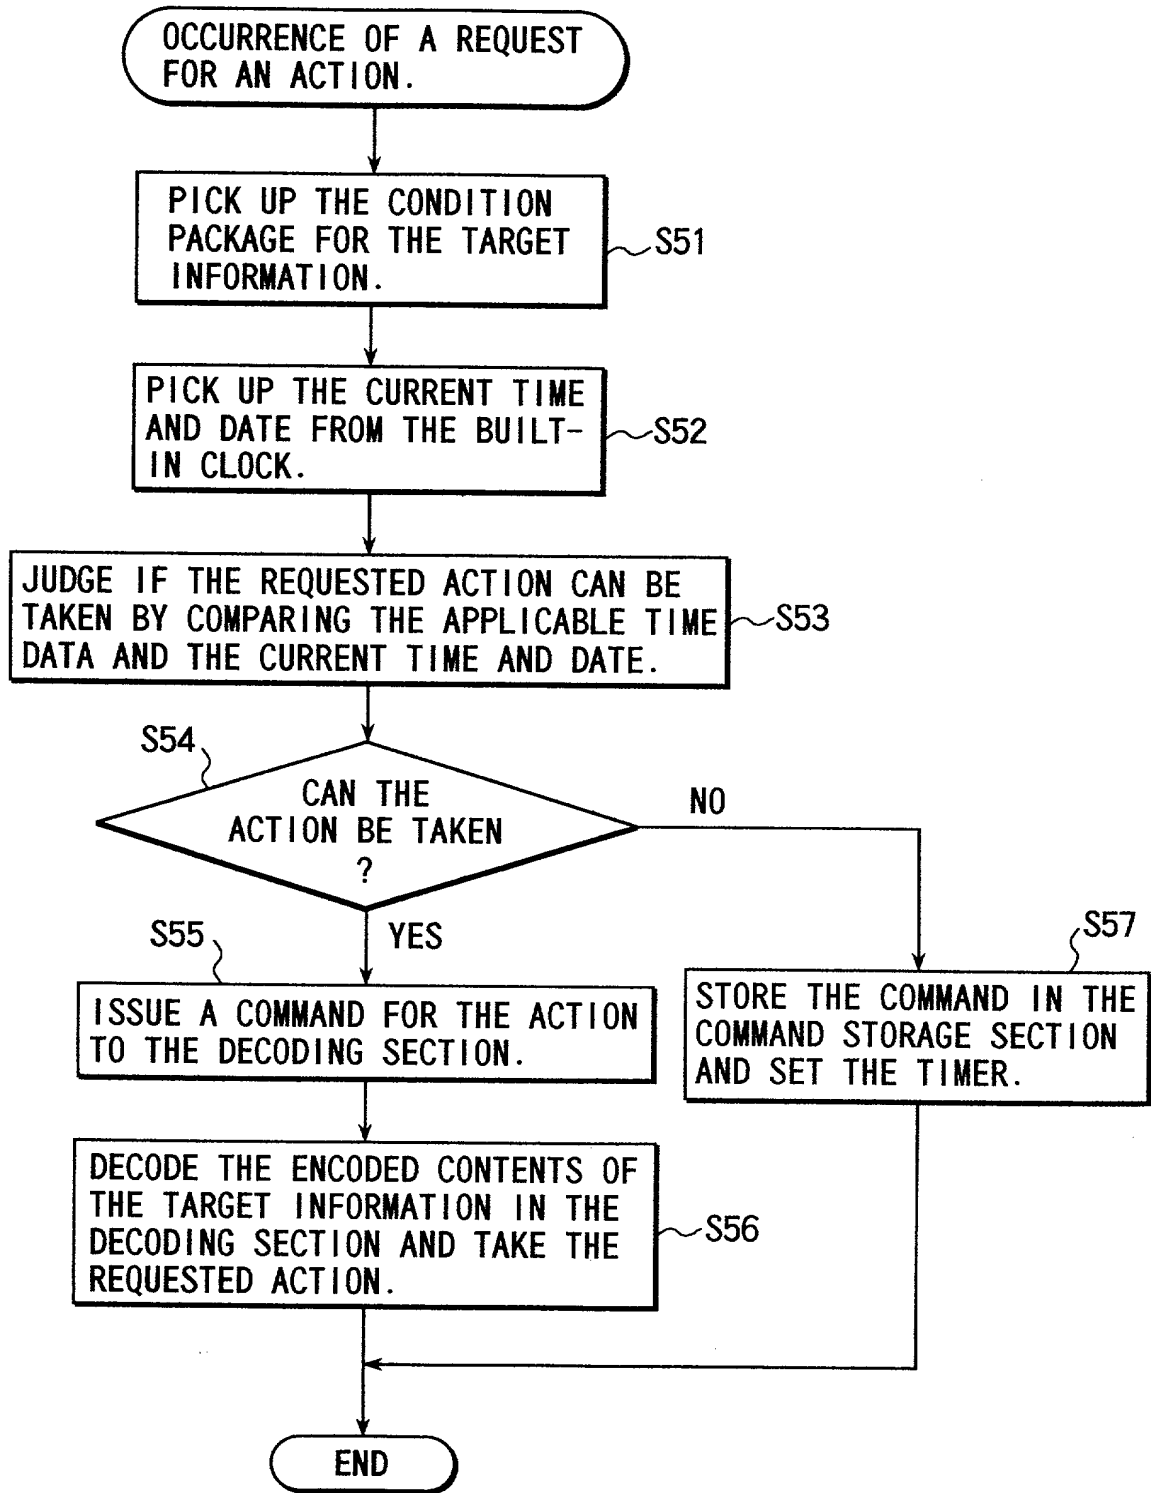 OCCURRENCE OF A REQUEST
FOR AN ACTION.
PICK UP THE CONDITION
PACKAGE FOR THE TARGET
INFORMATION.
S51
PICK UP THE CURRENT TIME
AND DATE FROM THE BUILT-
IN CLOCK.
S52
JUDGE IF THE REQUESTED ACTION CAN BE
TAKEN BY COMPARING THE APPLICABLE TIME
DATA AND THE CURRENT TIME AND DATE.
S53
S54
CAN THE
ACTION BE TAKEN
?
NO
YES
S55
ISSUE A COMMAND FOR THE ACTION
TO THE DECODING SECTION.
S57
STORE THE COMMAND IN THE
COMMAND STORAGE SECTION
AND SET THE TIMER.
DECODE THE ENCODED CONTENTS OF
THE TARGET INFORMATION IN THE
DECODING SECTION AND TAKE THE
REQUESTED ACTION.
S56
END